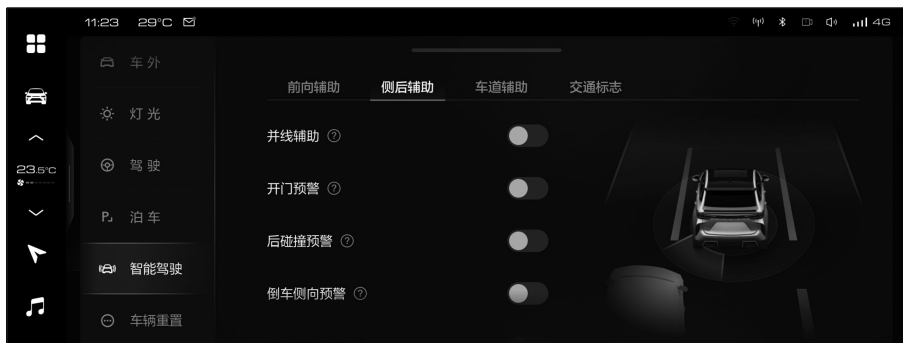 11:23 29°C
4G
车外
灯光
驾驶
泊车
智能驾驶
车辆重置
23.5°C
前向辅助 侧后辅助 车道辅助 交通标志
并线辅助
开门预警
后碰撞预警
倒车侧向预警